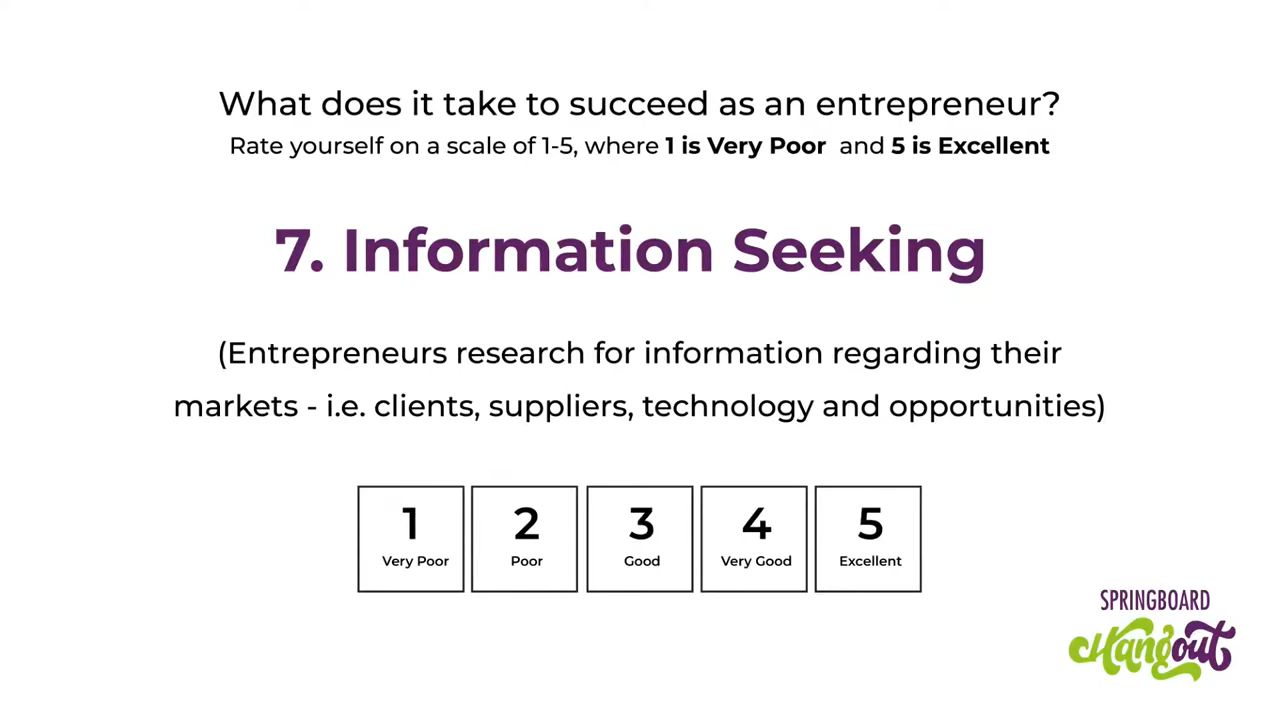 What does it take to succeed as an entrepreneur?
Rate yourself on a scale of 1-5, where 1 is Very Poor and 5 is Excellent
7. Information Seeking
(Entrepreneurs research for information regarding their
markets - i.e. clients, suppliers, technology and opportunities)
1 2 3 4 5
Very Poor Poor Good Very Good Excellent
SPRINGBOARD
Hangout